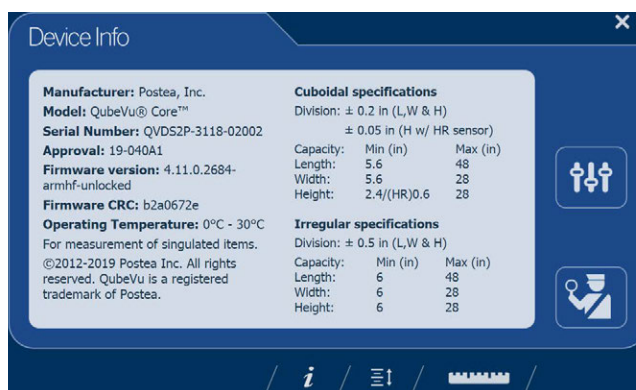 Device Info
Manufacturer: Postea, Inc.
Model: QubeVu® Core™
Serial Number: QVDS2P-3118-02002
Approval: 19-040A1
Firmware version: 4.11.0.2684-
armhf-unlocked
Firmware CRC: b2a0672e
Operating Temperature: 0°C - 30°C
For measurement of singulated items.
©2012-2019 Postea Inc. All rights
reserved. QubeVu is a registered
trademark of Postea.
Cuboidal specifications
Division: ± 0.2 in (L,W & H)
± 0.05 in (H w/ HR sensor)
Capacity: Min (in) Max (in)
Length: 5.6 48
Width: 5.6 28
Height: 2.4/(HR)0.6 28
Irregular specifications
Division: ± 0.5 in (L,W & H)
Capacity: Min (in) Max (in)
Length: 6 48
Width: 6 28
Height: 6 28